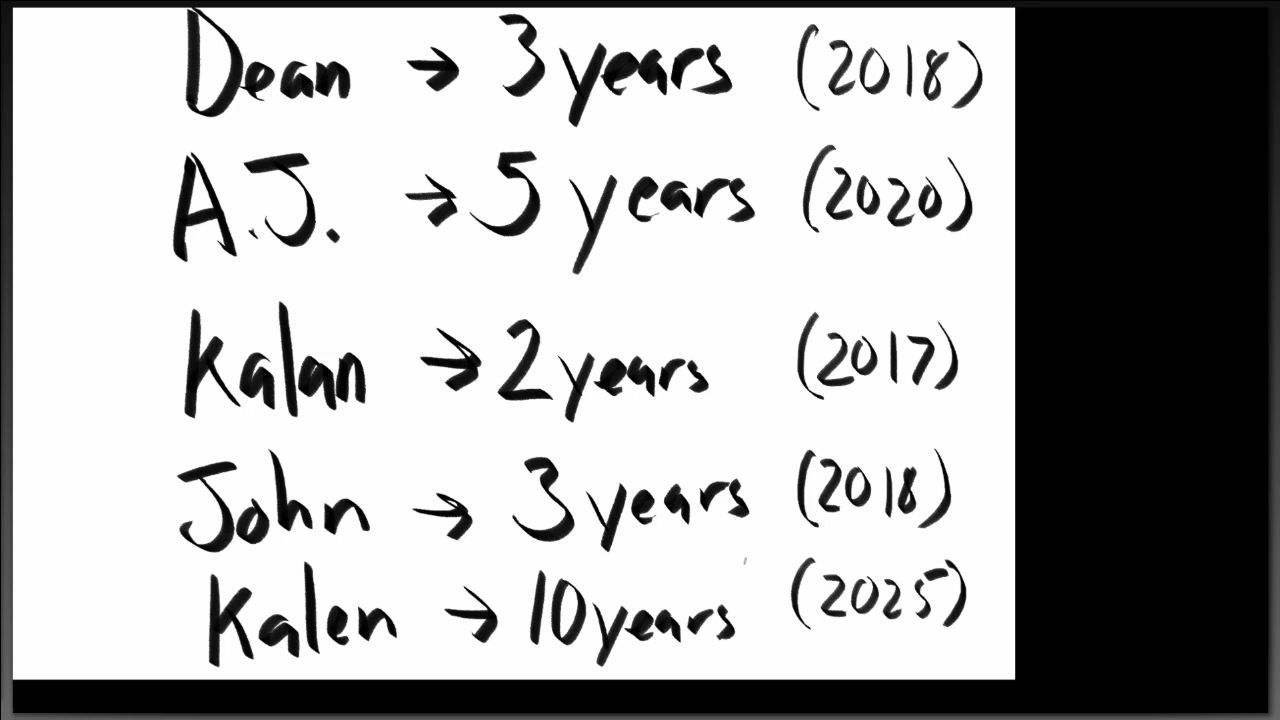 Dean → 3 years (2018)
A.J. → 5 years (2020)
Kalan → 2 years (2017)
John → 3 years (2018)
Kalen → 10 years (2025)